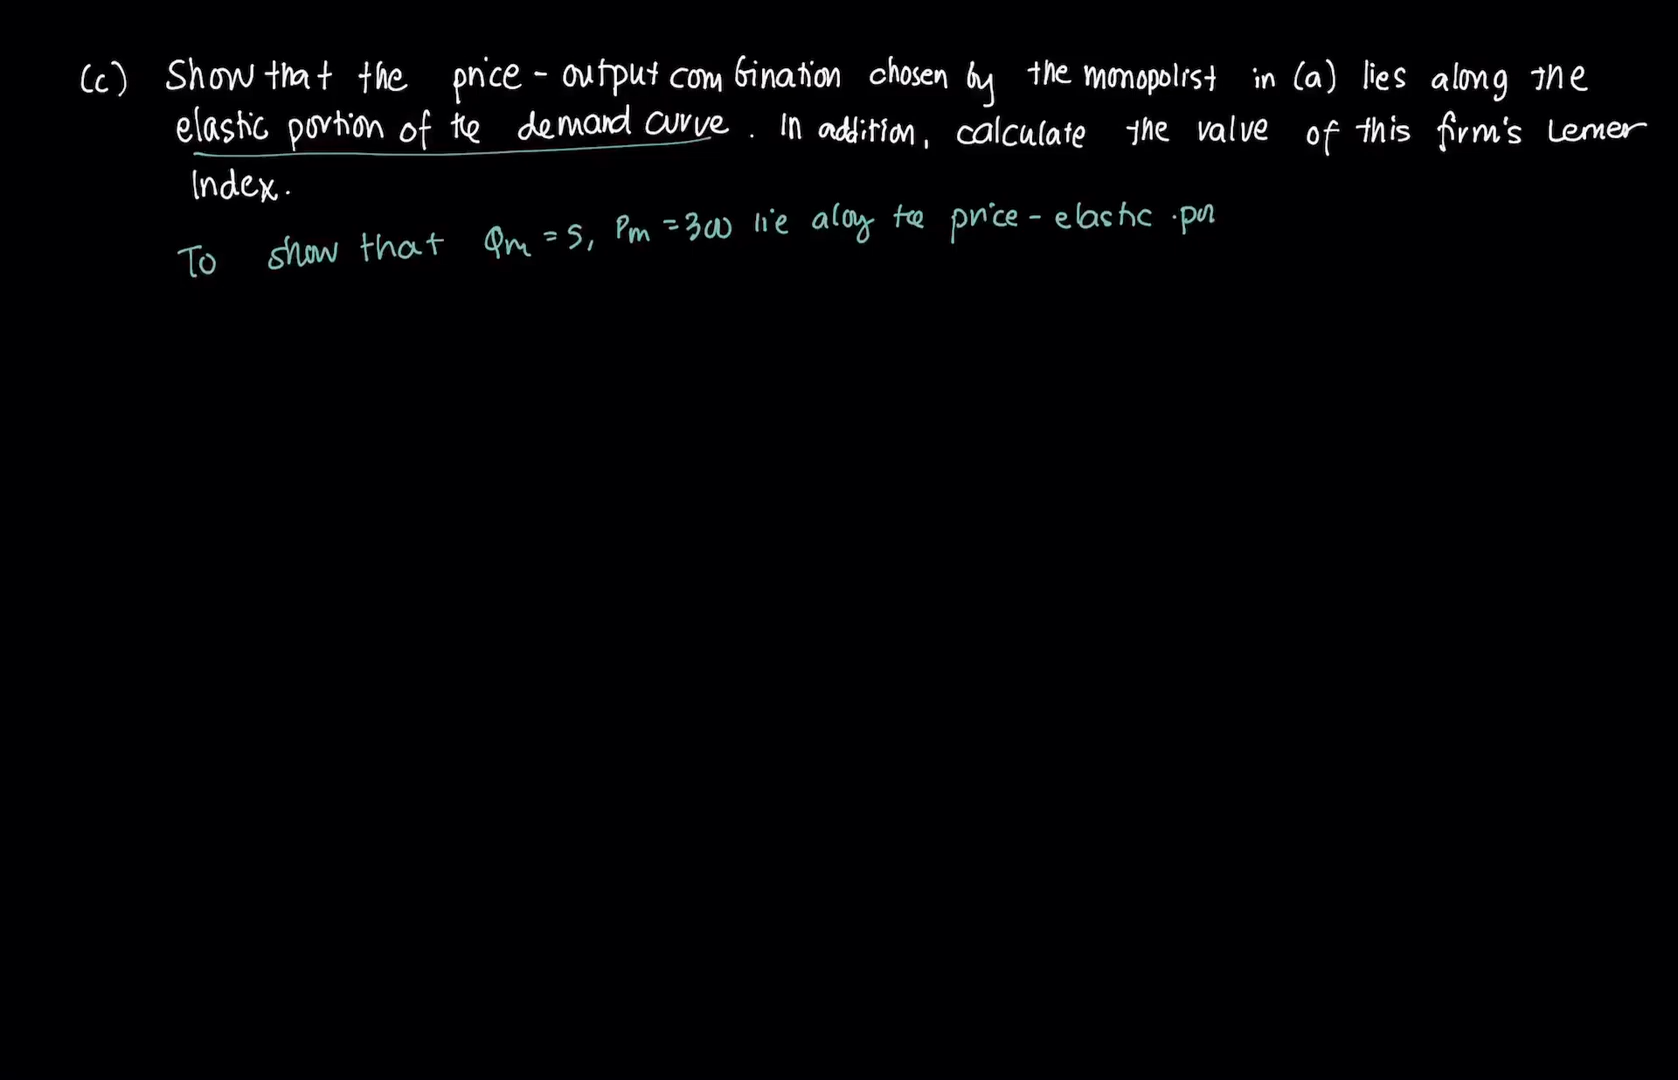 (c) Show that the price-output combination chosen by the monopolist in (a) lies along the
elastic portion of the demand curve. In addition, calculate the value of this firm's Lerner
Index.
To show that Qm = 5, Pm = 300 lie along the price-elastic por